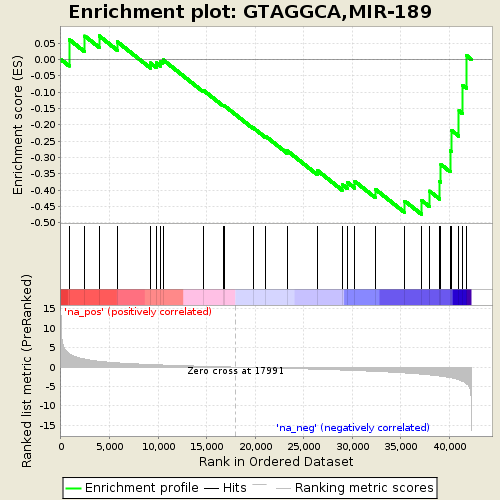 Enrichment plot: GTAGGCA,MIR-189
Enrichment score (ES)
0.05
0.00
-0.05
-0.10
-0.15
-0.20
-0.25
-0.30
-0.35
-0.40
-0.45
-0.50
'na_pos' (positively correlated)
Ranked list metric (PreRanked)
15
10
5
0
-5
-10
-15
Zero cross at 17991
'na_neg' (negatively correlated)
0 5,000 10,000 15,000 20,000 25,000 30,000 35,000 40,000
Rank in Ordered Dataset
Enrichment profile Hits Ranking metric scores